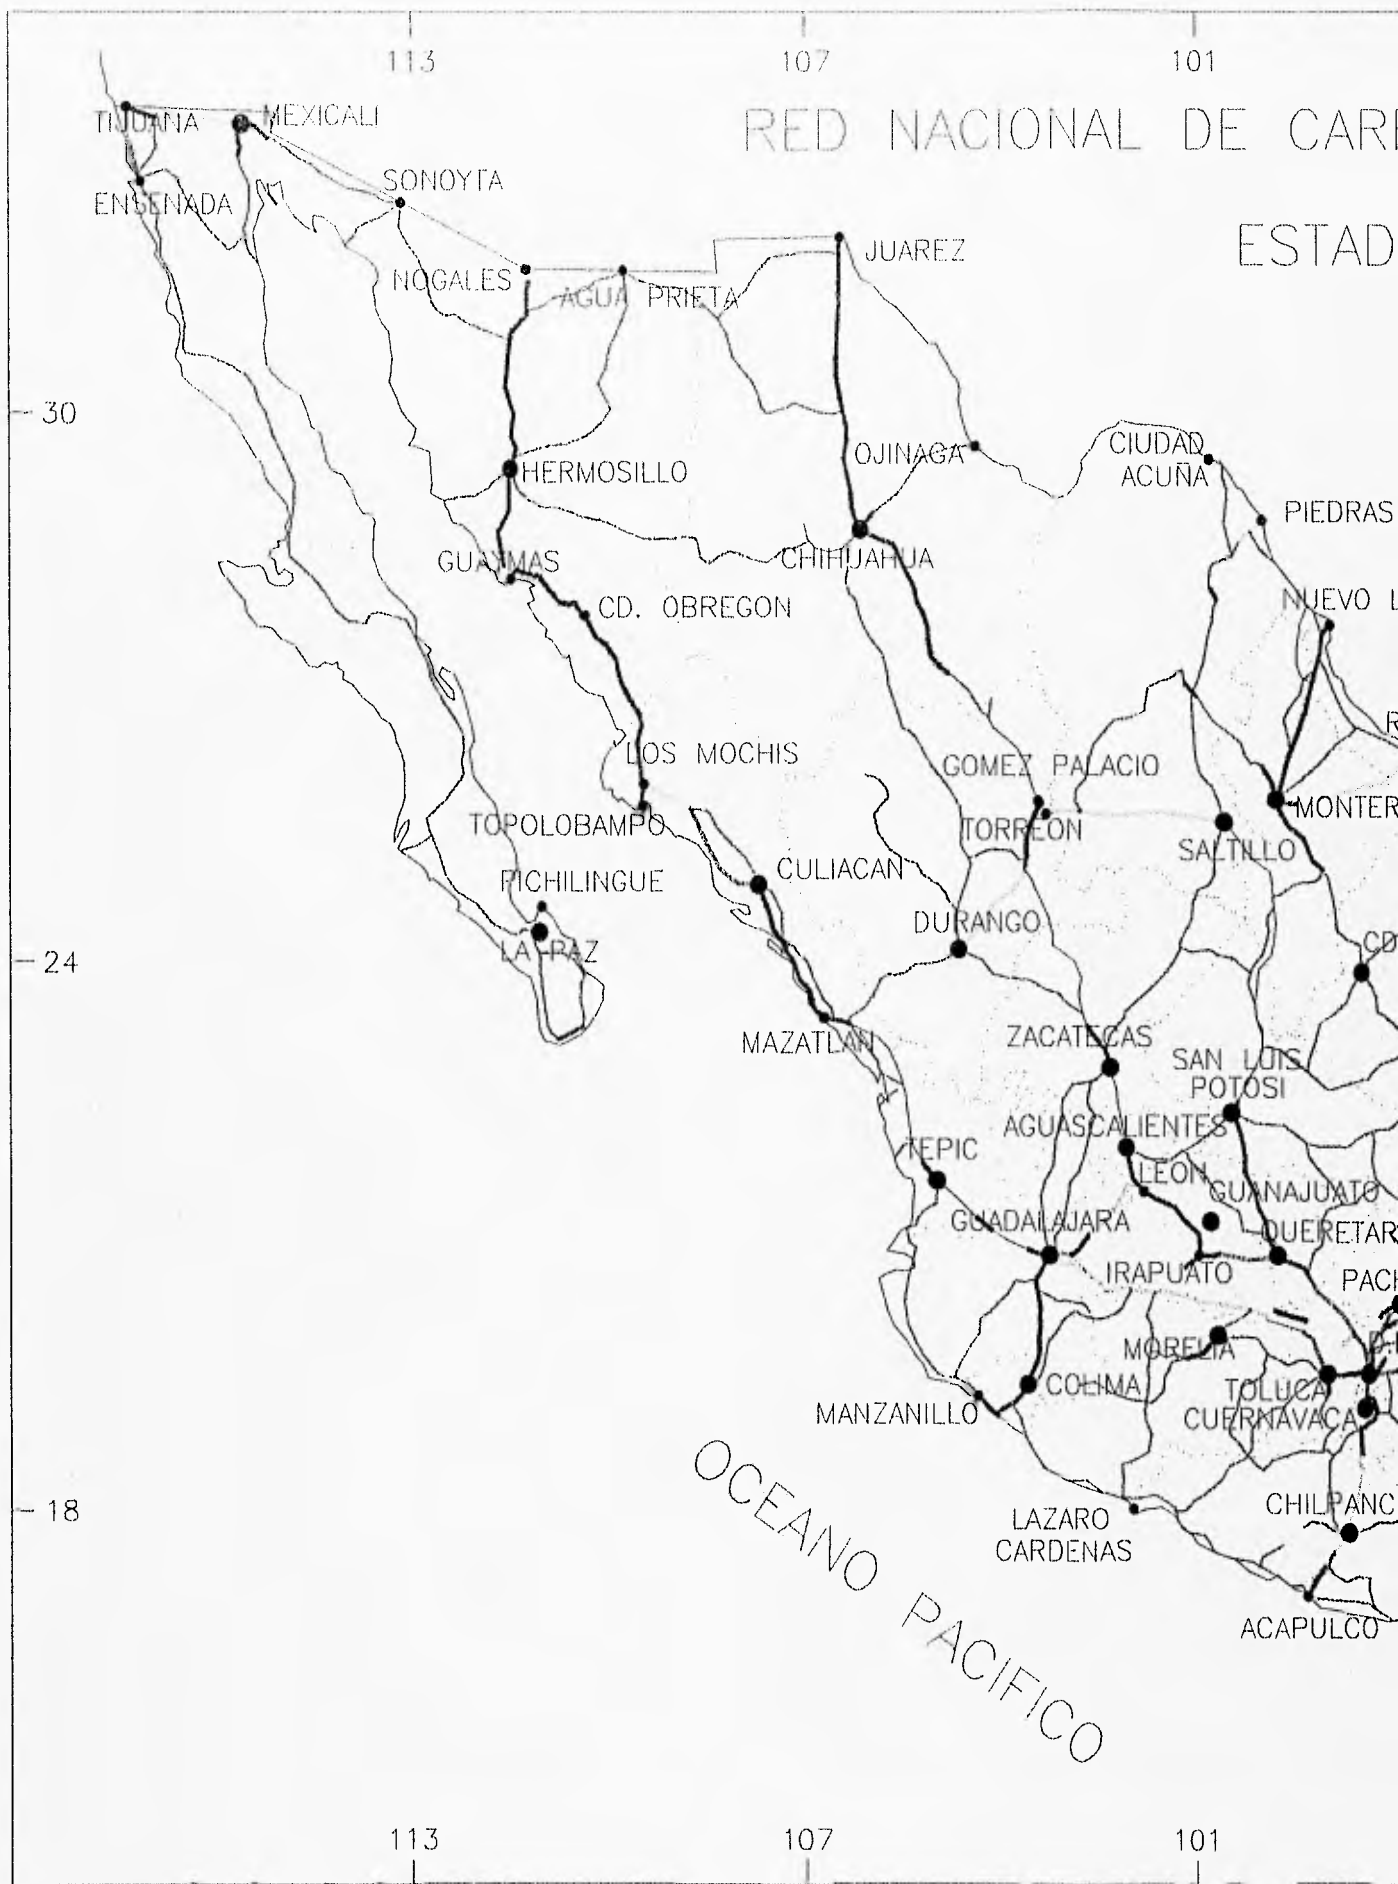 113 107 101
RED NACIONAL DE CAR
ESTAD
TIJUANA
MEXICALI
ENSENADA
SONOYTA
NOGALES
AGUA PRIETA
JUAREZ
30
HERMOSILLO
OJINAGA
CIUDAD
ACUÑA
PIEDRAS
GUAYMAS
CHIHUAHUA
CD. OBREGON
NUEVO L
R
LOS MOCHIS
GOMEZ PALACIO
TOPOLOBAMPO
TORREON
MONTER
SALTILLO
PICHILINGUE
CULIACAN
DURANGO
24
LA PAZ
CD
MAZATLAN
ZACATECAS
SAN LUIS
POTOSI
AGUASCALIENTES
TEPIC
LEON
GUANAJUATO
GUADALAJARA
QUERETAR
IRAPUATO
PACH
MORELIA
D.
COLIMA
TOLUCA
MANZANILLO
CUERNAVACA
OCEANO PACIFICO
18
LAZARO
CARDENAS
CHILPANC
ACAPULCO
113 107 101